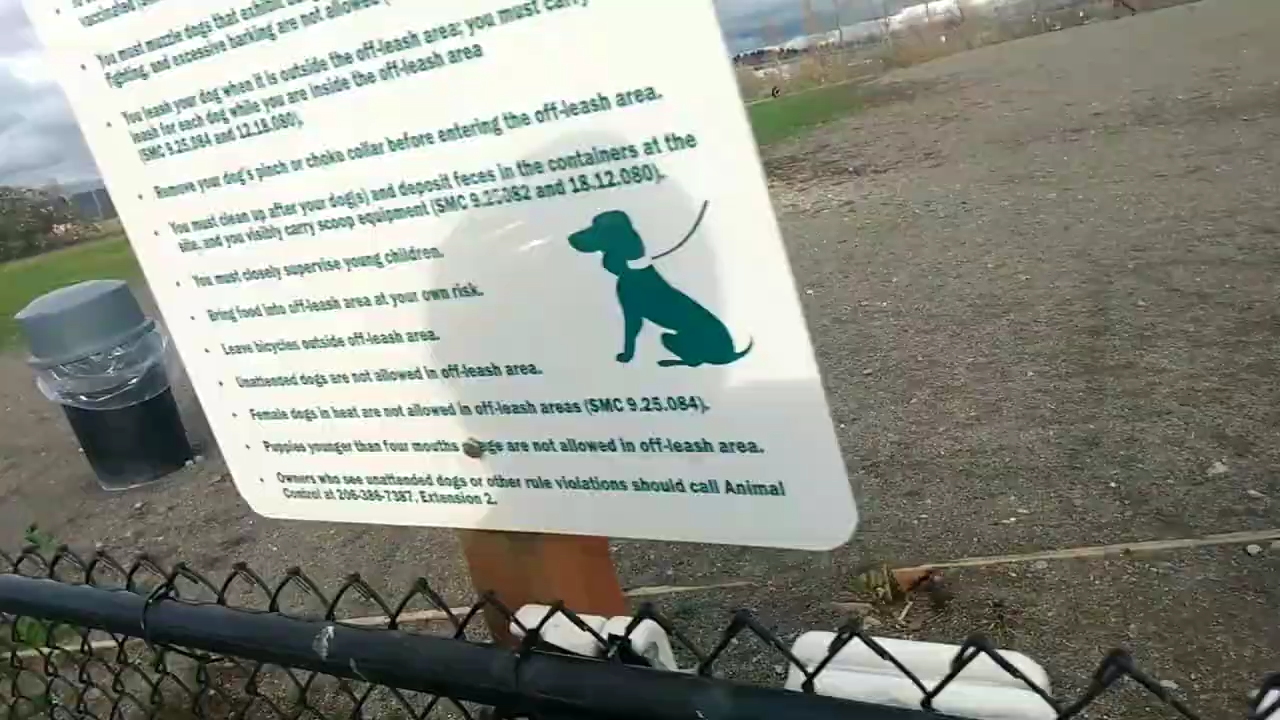 vaccinated
You must muzzle dogs that exhibit
fighting, and excessive barking are not allowed
You leash your dog when it is outside the off-leash area; you must carry
leash for each dog while you are inside the off-leash area
(SMC 9.25.084 and 12.18.080).
Remove your dog's pinch or choke collar before entering the off-leash area.
You must clean up after your dog(s) and deposit feces in the containers at the
site, and you visibly carry scoop equipment (SMC 9.25.082 and 18.12.080).
You must closely supervise young children.
Bring food into off-leash area at your own risk.
Leave bicycles outside off-leash area.
Unattended dogs are not allowed in off-leash area.
Female dogs in heat are not allowed in off-leash areas (SMC 9.25.084).
Puppies younger than four months age are not allowed in off-leash area.
Owners who see unattended dogs or other rule violations should call Animal
Control at 206-386-7387, Extension 2.